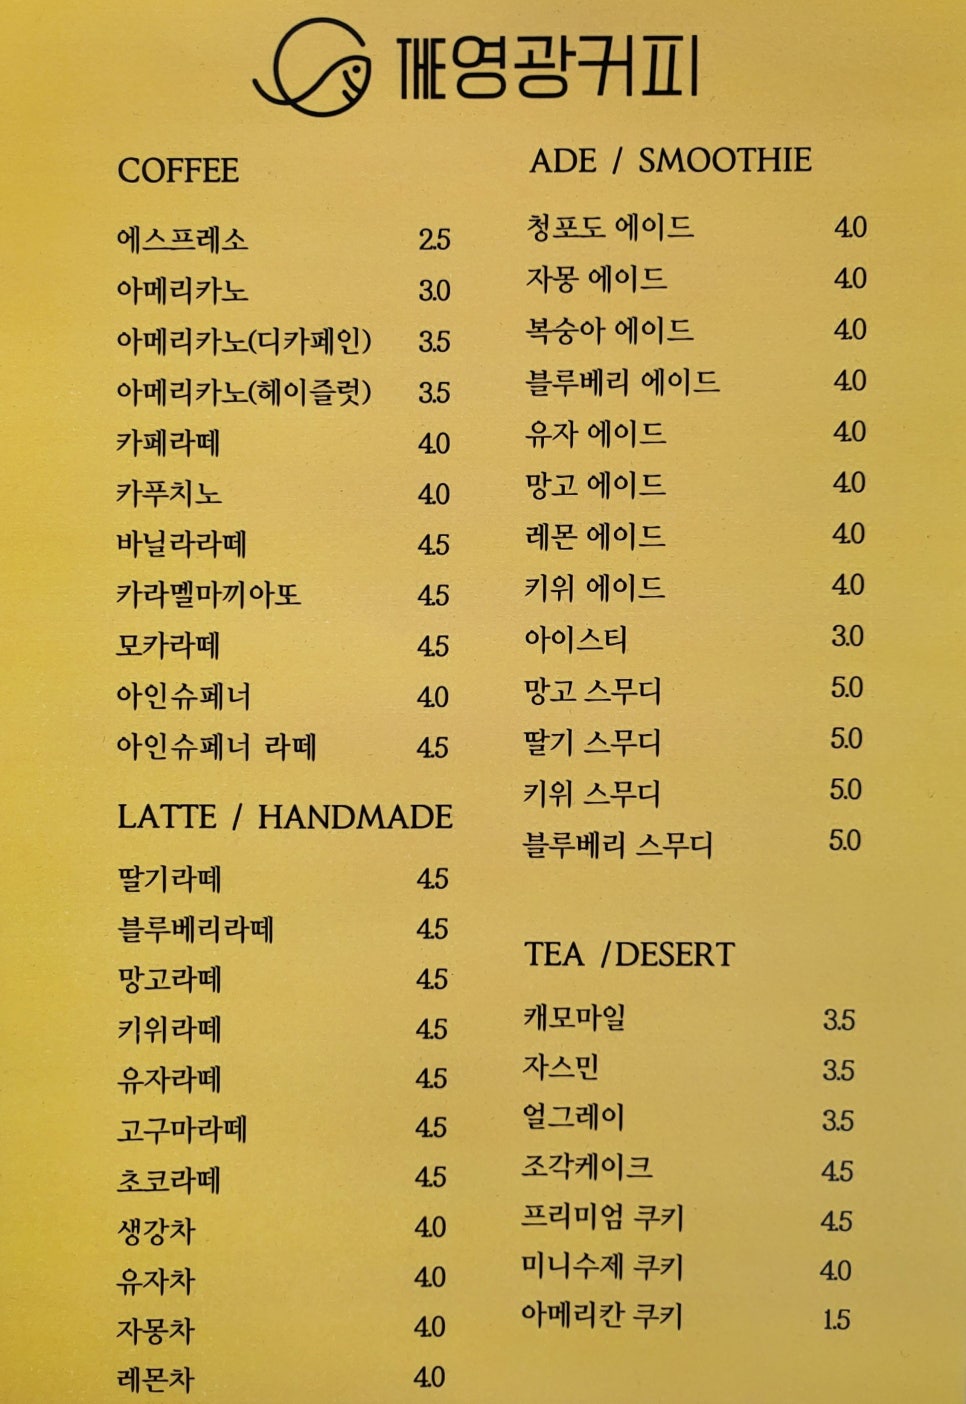 THE영광커피
COFFEE
에스프레소 2.5
아메리카노 3.0
아메리카노(디카페인) 3.5
아메리카노(헤이즐럿) 3.5
카페라떼 4.0
카푸치노 4.0
바닐라라떼 4.5
카라멜마끼아또 4.5
모카라떼 4.5
아인슈페너 4.0
아인슈페너 라떼 4.5
LATTE / HANDMADE
딸기라떼 4.5
블루베리라떼 4.5
망고라떼 4.5
키위라떼 4.5
유자라떼 4.5
고구마라떼 4.5
초코라떼 4.5
생강차 4.0
유자차 4.0
자몽차 4.0
레몬차 4.0
ADE / SMOOTHIE
청포도 에이드 4.0
자몽 에이드 4.0
복숭아 에이드 4.0
블루베리 에이드 4.0
유자 에이드 4.0
망고 에이드 4.0
레몬 에이드 4.0
키위 에이드 4.0
아이스티 3.0
망고 스무디 5.0
딸기 스무디 5.0
키위 스무디 5.0
블루베리 스무디 5.0
TEA /DESERT
캐모마일 3.5
자스민 3.5
얼그레이 3.5
조각케이크 4.5
프리미엄 쿠키 4.5
미니수제 쿠키 4.0
아메리칸 쿠키 1.5